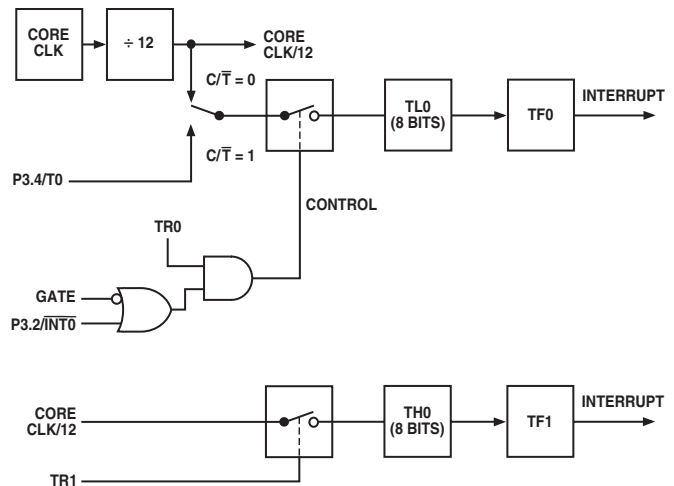 CORE
CLK
÷ 12
CORE
CLK/12
C/T̅ = 0
C/T̅ = 1
P3.4/T0
TL0
(8 BITS)
TF0
INTERRUPT
CONTROL
TR0
GATE
P3.2/I̅N̅T̅0̅
CORE
CLK/12
TH0
(8 BITS)
TF1
INTERRUPT
TR1